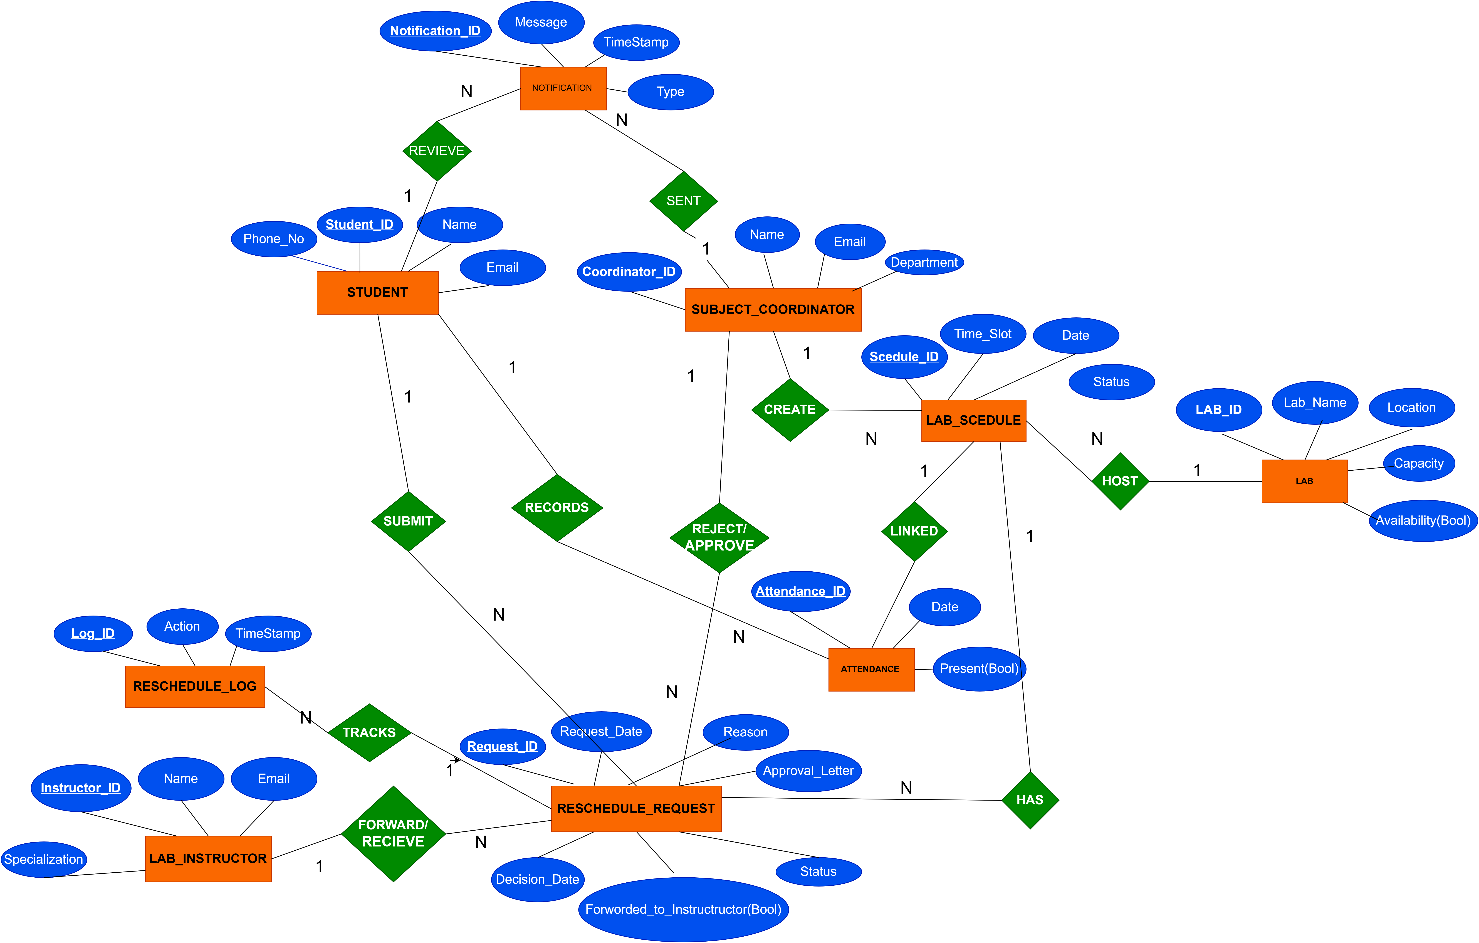 Notification_ID
Message
TimeStamp
Type
NOTIFICATION
N
N
REVIEVE
SENT
1
1
Phone_No
Student_ID
Name
Email
STUDENT
Coordinator_ID
Name
Email
Department
SUBJECT_COORDINATOR
1
1
1
1
CREATE
N
Scedule_ID
Time_Slot
Date
Status
LAB_SCEDULE
N
HOST
1
LAB_ID
Lab_Name
Location
Capacity
Availability(Bool)
LAB
1
LINKED
1
SUBMIT
RECORDS
REJECT/
APPROVE
N
N
N
Attendance_ID
Date
Present(Bool)
ATTENDANCE
Log_ID
Action
TimeStamp
RESCHEDULE_LOG
N
TRACKS
1
Request_ID
Request_Date
Reason
Approval_Letter
RESCHEDULE_REQUEST
N
HAS
Instructor_ID
Name
Email
Specialization
LAB_INSTRUCTOR
1
FORWARD/
RECIEVE
N
Decision_Date
Forworded_to_Instructructor(Bool)
Status